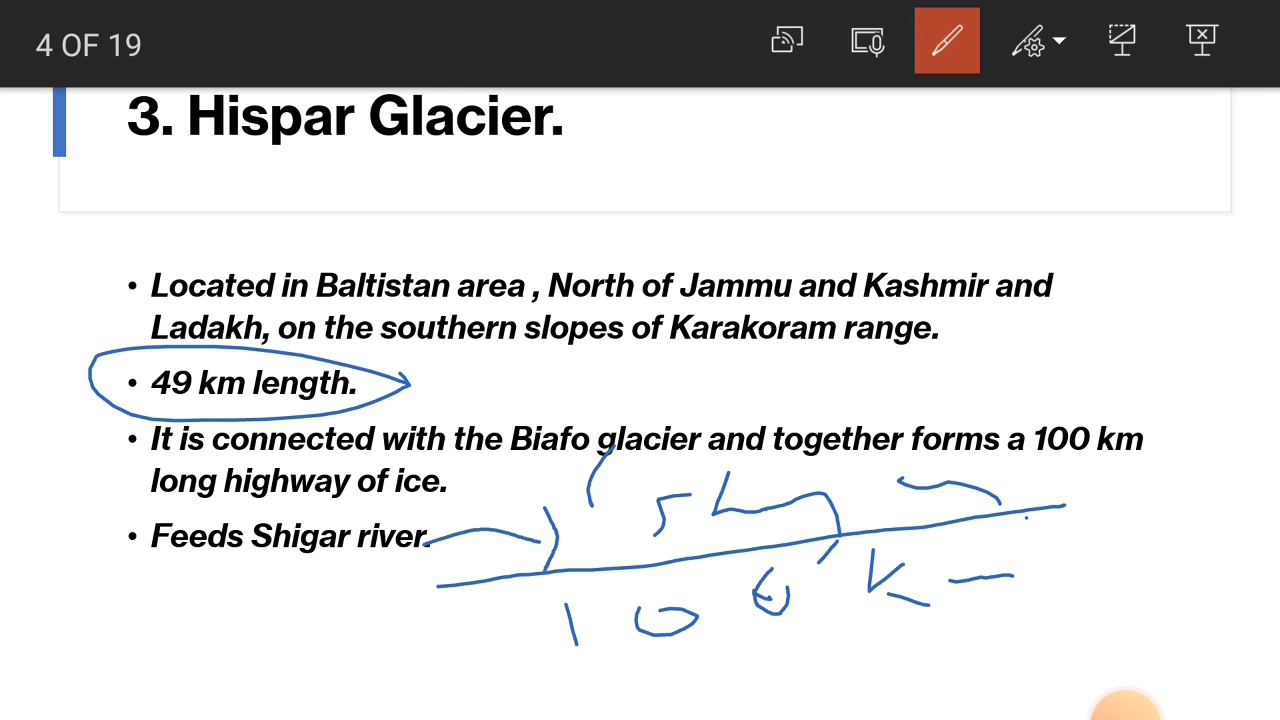 4 OF 19
3. Hispar Glacier.
• Located in Baltistan area , North of Jammu and Kashmir and
Ladakh, on the southern slopes of Karakoram range.
• 49 km length.
• It is connected with the Biafo glacier and together forms a 100 km
long highway of ice.
• Feeds Shigar river.
100 K